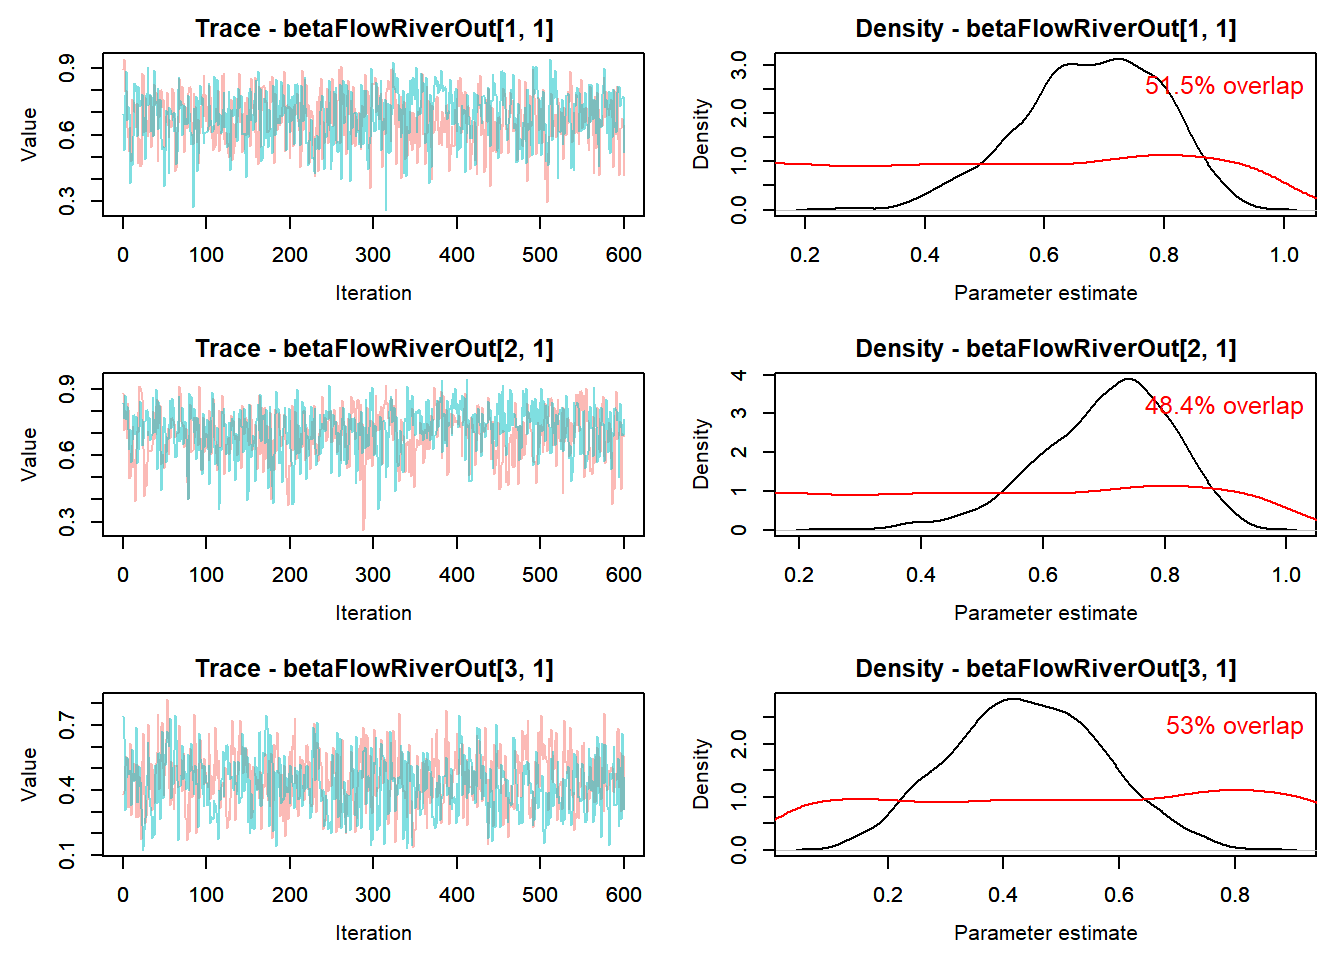 Trace - betaFlowRiverOut[1, 1]
Value
0.3 0.6 0.9
0 100 200 300 400 500 600
Iteration
Density - betaFlowRiverOut[1, 1]
Density
0.0 1.0 2.0 3.0
51.5% overlap
0.2 0.4 0.6 0.8 1.0
Parameter estimate
Trace - betaFlowRiverOut[2, 1]
Value
0.3 0.6 0.9
0 100 200 300 400 500 600
Iteration
Density - betaFlowRiverOut[2, 1]
Density
0 1 2 3 4
48.4% overlap
0.2 0.4 0.6 0.8 1.0
Parameter estimate
Trace - betaFlowRiverOut[3, 1]
Value
0.1 0.4 0.7
0 100 200 300 400 500 600
Iteration
Density - betaFlowRiverOut[3, 1]
Density
0.0 1.0 2.0
53% overlap
0.2 0.4 0.6 0.8
Parameter estimate